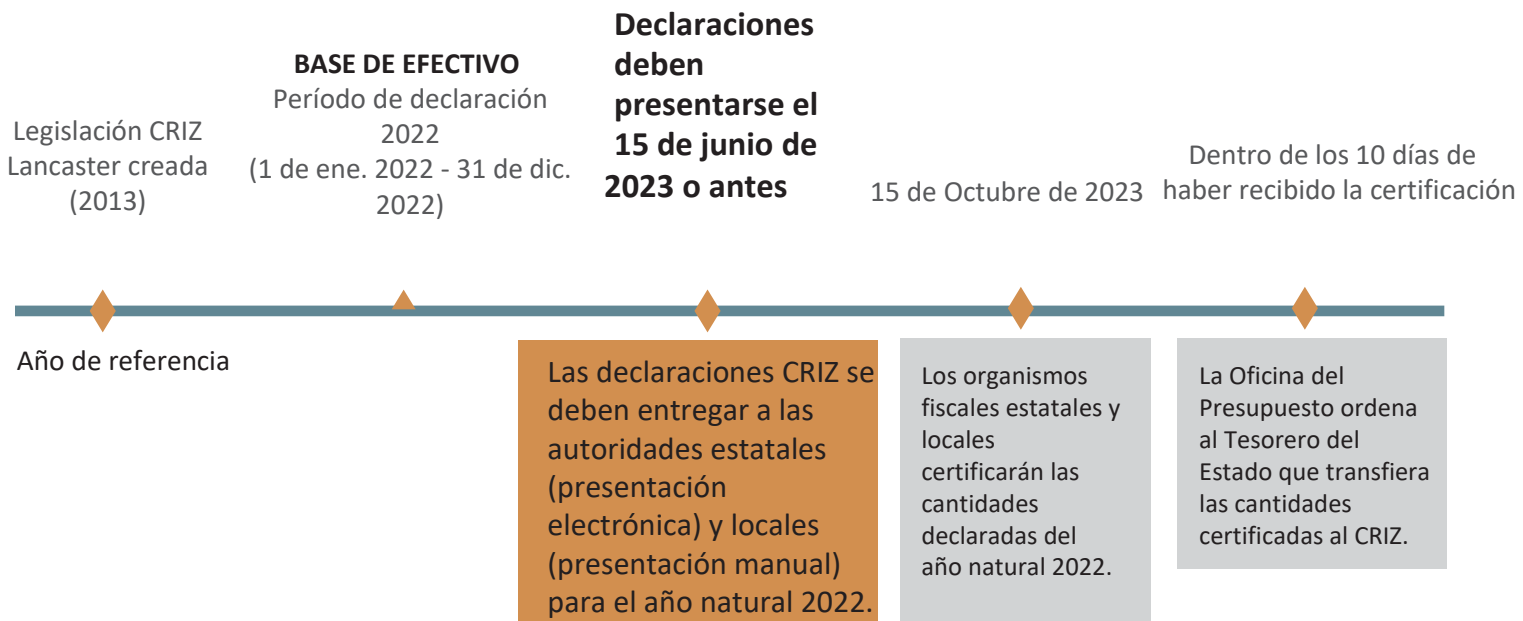 Legislación CRIZ
Lancaster creada
(2013)
BASE DE EFECTIVO
Período de declaración
2022
(1 de ene. 2022 - 31 de dic.
2022)
Declaraciones
deben
presentarse el
15 de junio de
2023 o antes
15 de Octubre de 2023
Dentro de los 10 días de
haber recibido la certificación
Año de referencia
Las declaraciones CRIZ se
deben entregar a las
autoridades estatales
(presentación
electrónica) y locales
(presentación manual)
para el año natural 2022.
Los organismos
fiscales estatales y
locales
certificarán las
cantidades
declaradas del
año natural 2022.
La Oficina del
Presupuesto ordena
al Tesorero del
Estado que transfiera
las cantidades
certificadas al CRIZ.